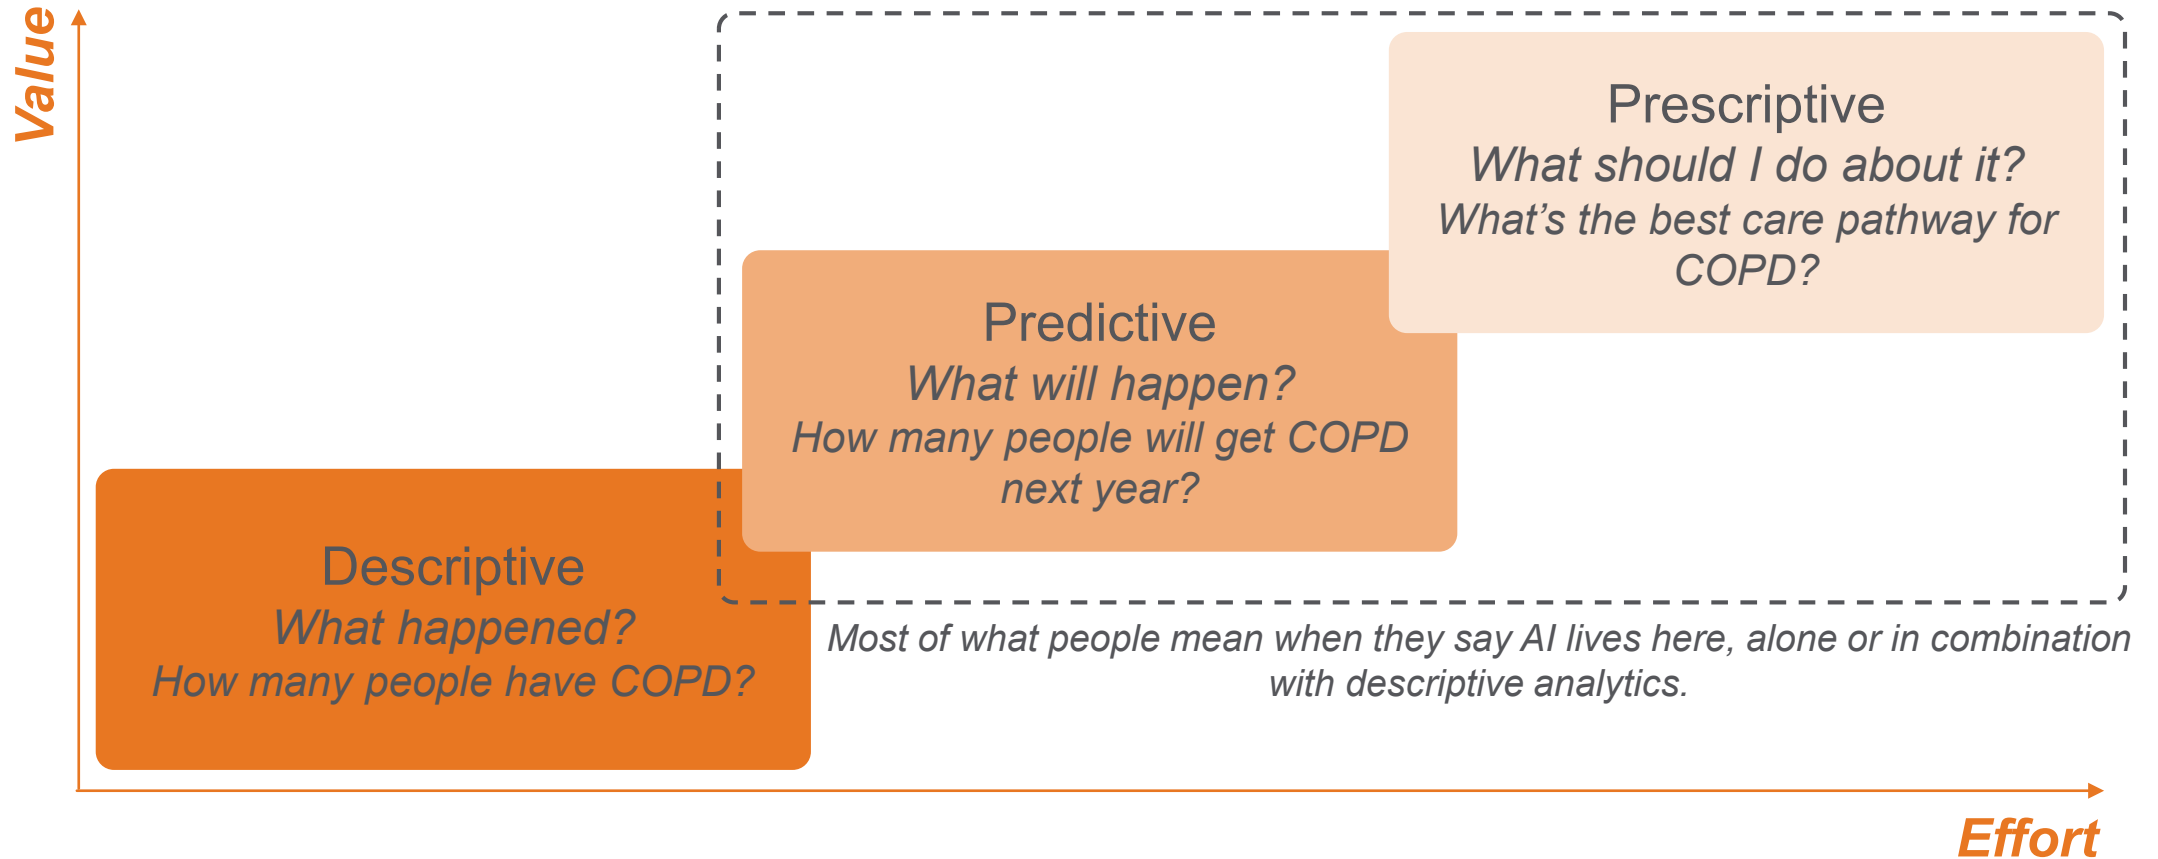 Value
Prescriptive
What should I do about it?
What’s the best care pathway for
COPD?
Predictive
What will happen?
How many people will get COPD
next year?
Descriptive
What happened?
How many people have COPD?
Most of what people mean when they say AI lives here, alone or in combination
with descriptive analytics.
Effort